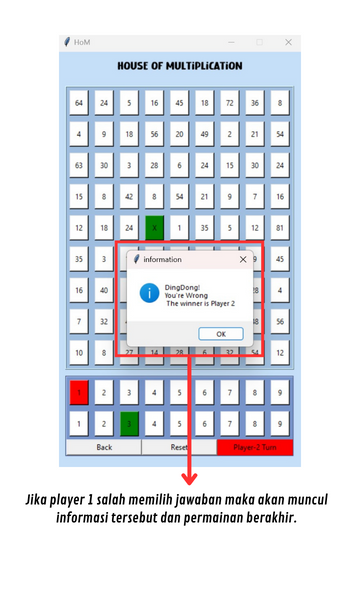 HoM
HOUSE OF MULTIPLICATION
64 24 5 16 45 18 72 36 8
4 9 18 56 20 49 2 21 54
63 30 3 28 6 24 15 30 24
15 8 42 8 54 21 9 7 16
12 18 24 X 1 35 5 12 81
35 3 45
information
16 40 4
DingDong!
You're Wrong
The winner is Player 2
7 32 56
OK
10 8 27 14 28 6 32 54 12
1 2 3 4 5 6 7 8 9
1 2 3 4 5 6 7 8 9
Back Reset Player-2 Turn
Jika player 1 salah memilih jawaban maka akan muncul
informasi tersebut dan permainan berakhir.